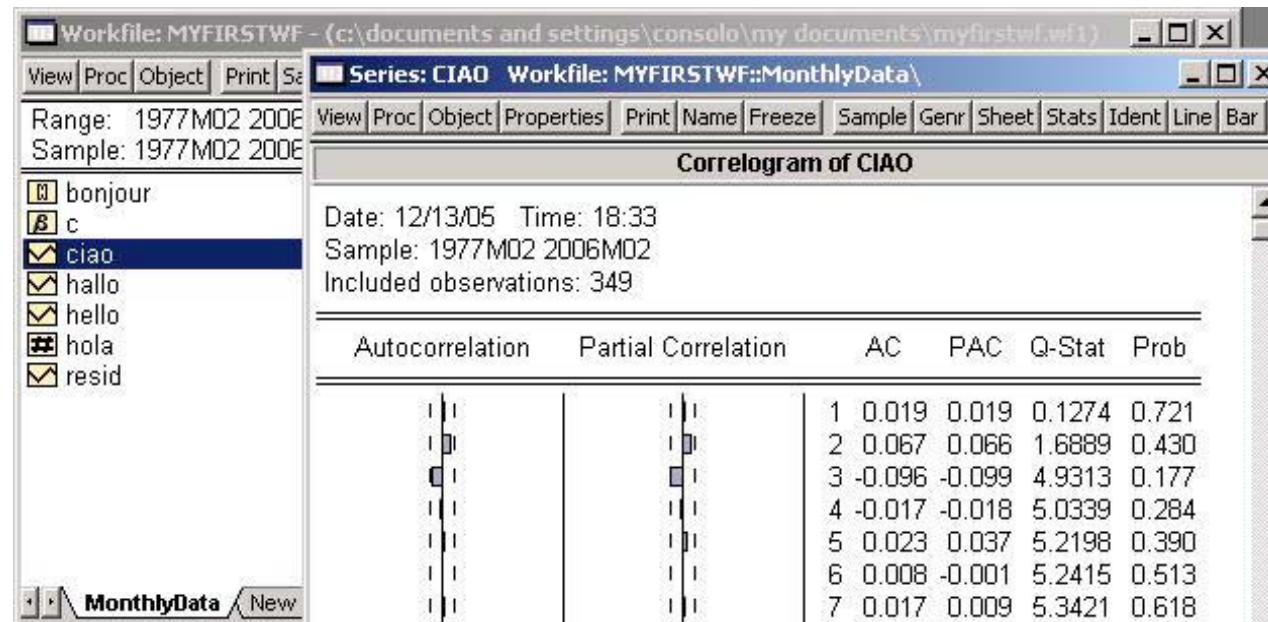 Workfile: MYFIRSTWF - (c:\documents and settings\consolo\my documents\myfirstwf.wf1)
View Proc Object Print Sa
Range: 1977M02 2006
Sample: 1977M02 2006
bonjour
β c
ciao
hallo
hello
# hola
resid
MonthlyData New
Series: CIAO Workfile: MYFIRSTWF::MonthlyData\
View Proc Object Properties Print Name Freeze Sample Genr Sheet Stats Ident Line Bar
Correlogram of CIAO
Date: 12/13/05 Time: 18:33
Sample: 1977M02 2006M02
Included observations: 349
Autocorrelation Partial Correlation AC PAC Q-Stat Prob
1 0.019 0.019 0.1274 0.721
2 0.067 0.066 1.6889 0.430
3 -0.096 -0.099 4.9313 0.177
4 -0.017 -0.018 5.0339 0.284
5 0.023 0.037 5.2198 0.390
6 0.008 -0.001 5.2415 0.513
7 0.017 0.009 5.3421 0.618